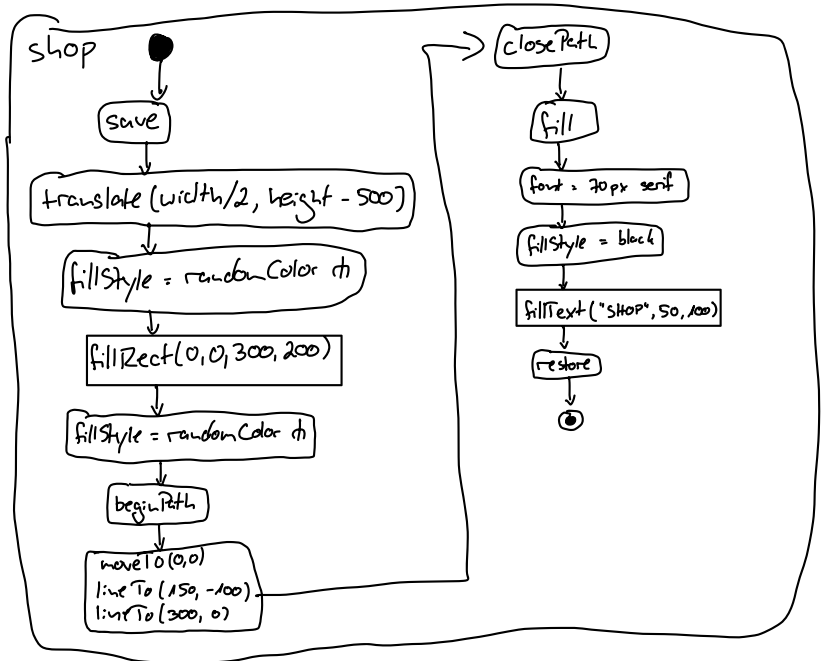 shop
save
translate (width/2, height - 500)
fillStyle = randomColor
fillRect(0,0,300,200)
fillStyle = randomColor
beginPath
moveTo(0,0)
lineTo(150, -100)
lineTo(300, 0)
closePath
fill
font = 70px serif
fillStyle = black
fillText("SHOP", 50, 100)
restore